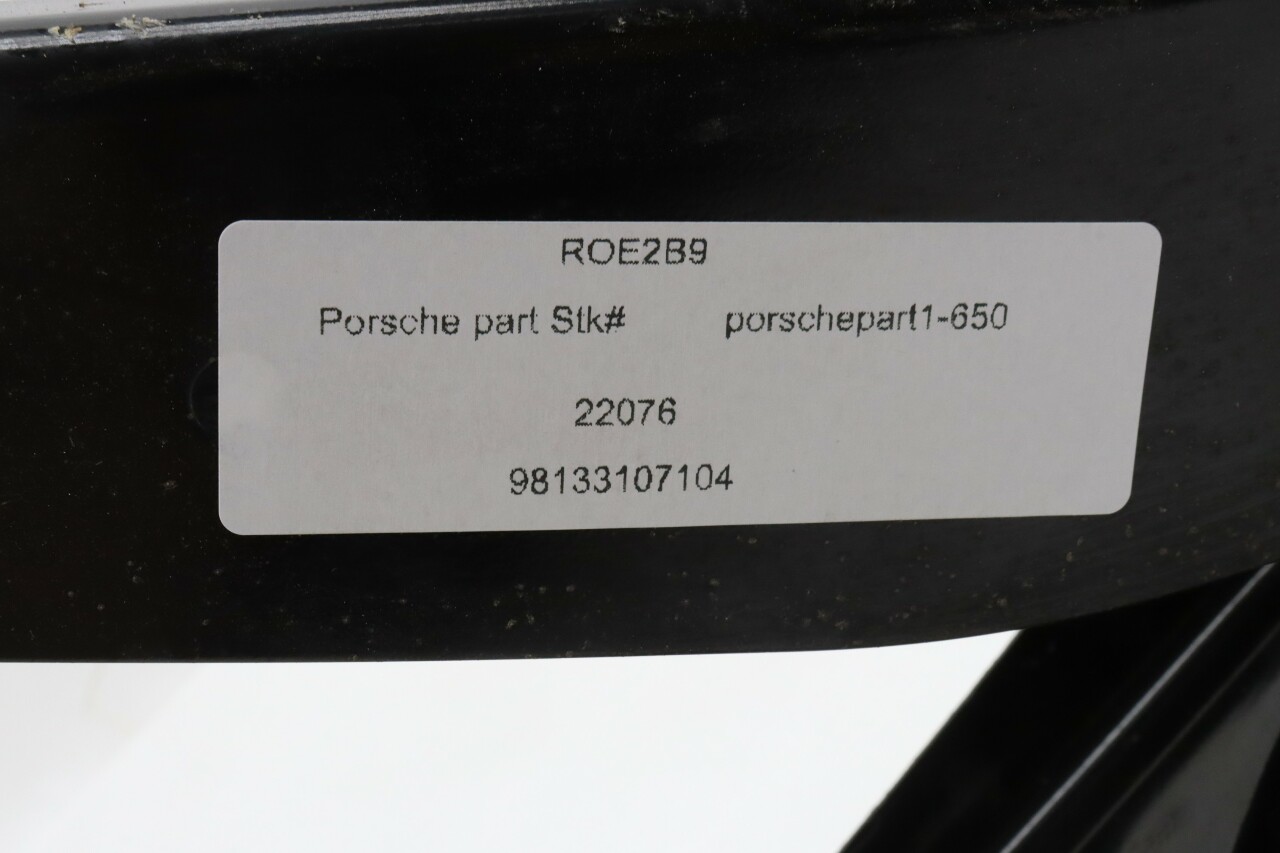 ROE2B9
Porsche part Stk# porschepart1-650
22076
98133107104